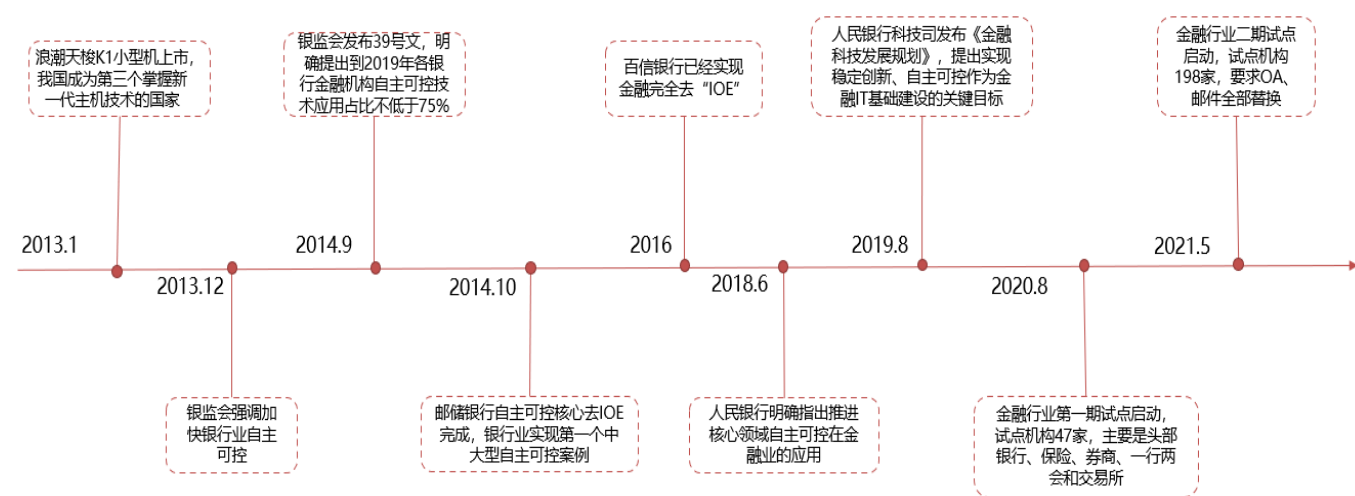 浪潮天梭K1小型机上市，
我国成为第三个掌握新
一代主机技术的国家
银监会发布39号文，明
确提出到2019年各银
行金融机构自主可控技
术应用占比不低于75%
百信银行已经实现
金融完全去“IOE”
人民银行科技司发布《金融
科技发展规划》，提出实现
稳定创新、自主可控作为金
融IT基础建设的关键目标
金融行业二期试点
启动，试点机构
198家，要求OA、
邮件全部替换
2013.1
2014.9
2016
2019.8
2021.5
2013.12
2014.10
2018.6
2020.8
银监会强调加
快银行业自主
可控
邮储银行自主可控核心去IOE
完成，银行业实现第一个中
大型自主可控案例
人民银行明确指出推进
核心领域自主可控在金
融业的应用
金融行业第一期试点启动，
试点机构47家，主要是头部
银行、保险、券商、一行两
会和交易所